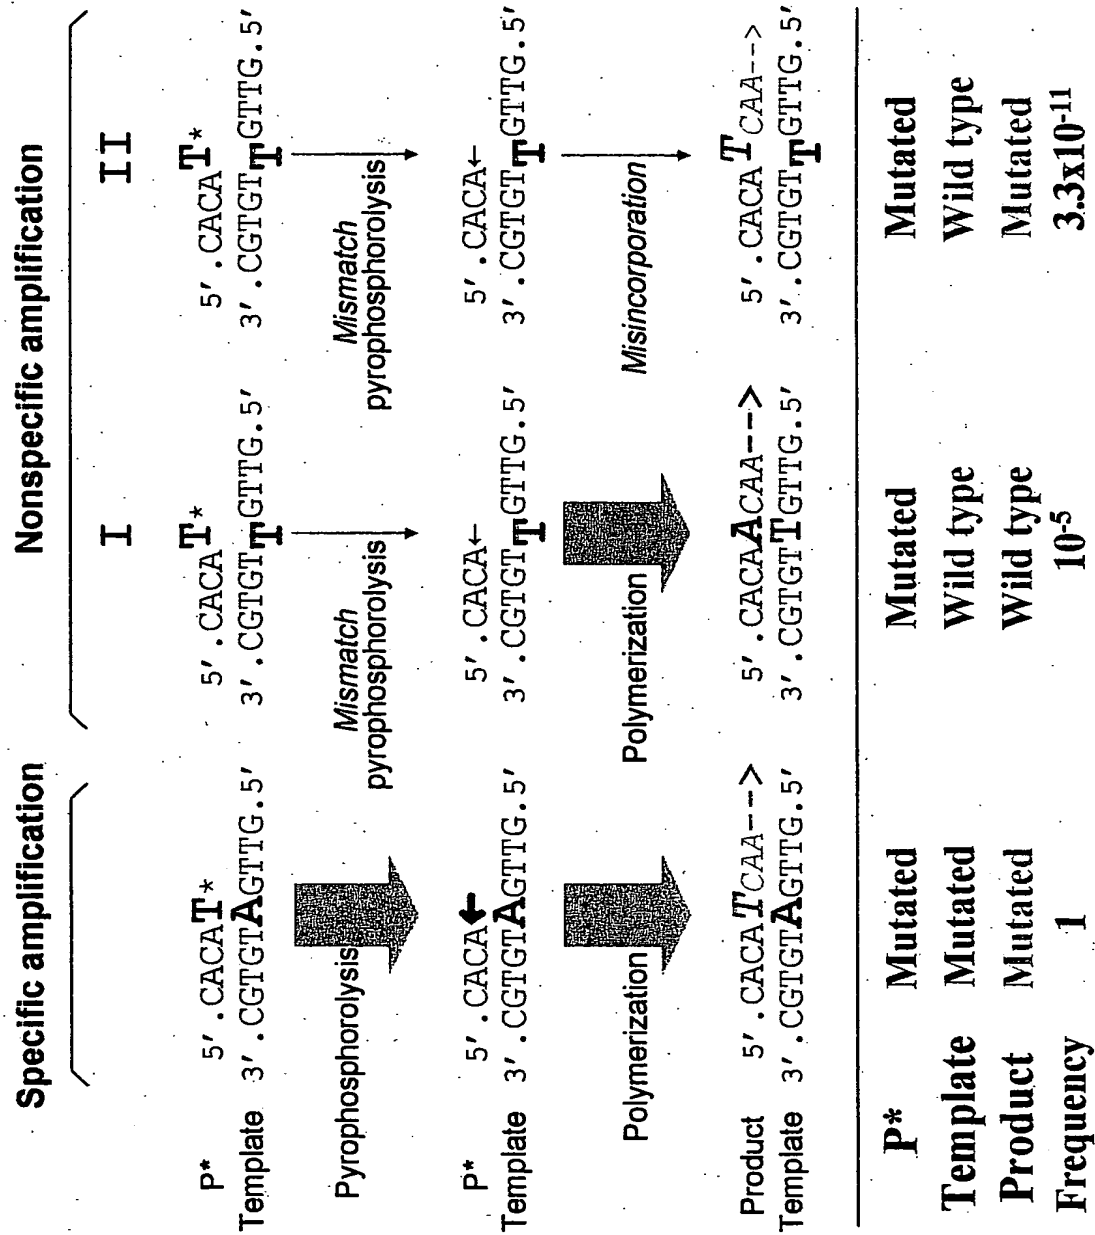 Specific amplification
Nonspecific amplification
I
II
P* 5'.CACAT*
Template 3'.CGTGTAGTTG.5'
5'.CACAT*
3'.CGTGTTGTTG.5'
5'.CACAT*
3'.CGTGTTGTTG.5'
Pyrophosphorolysis
Mismatch
pyrophosphorolysis
Mismatch
pyrophosphorolysis
P* 5'.CACA←
Template 3'.CGTGTAGTTG.5'
5'.CACA←
3'.CGTGTTGTTG.5'
5'.CACA←
3'.CGTGTTGTTG.5'
Polymerization
Polymerization
Misincorporation
Product 5'.CACATCAA-->
Template 3'.CGTGTAGTTG.5'
5'.CACAACAA-->
3'.CGTGTTGTTG.5'
5'.CACATCAA-->
3'.CGTGTTGTTG.5'
P* Mutated Mutated Mutated
Template Mutated Wild type Wild type
Product Mutated Wild type Mutated
Frequency 1 10⁻⁵ 3.3x10⁻¹¹